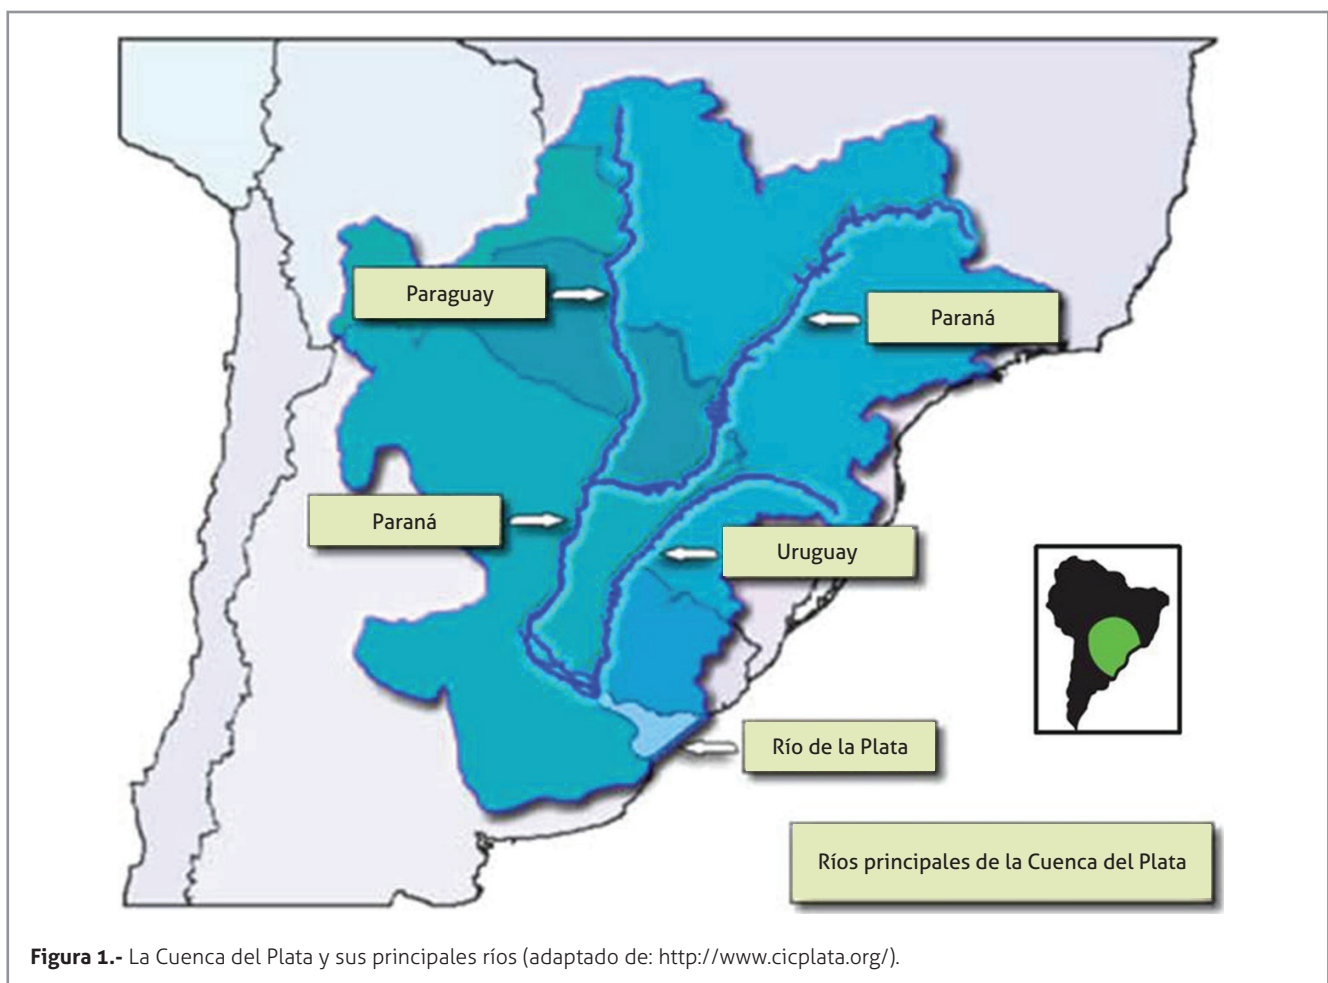 Paraguay
Paraná
Paraná
Uruguay
Río de la Plata
Ríos principales de la Cuenca del Plata
Figura 1.- La Cuenca del Plata y sus principales ríos (adaptado de: http://www.cicplata.org/).